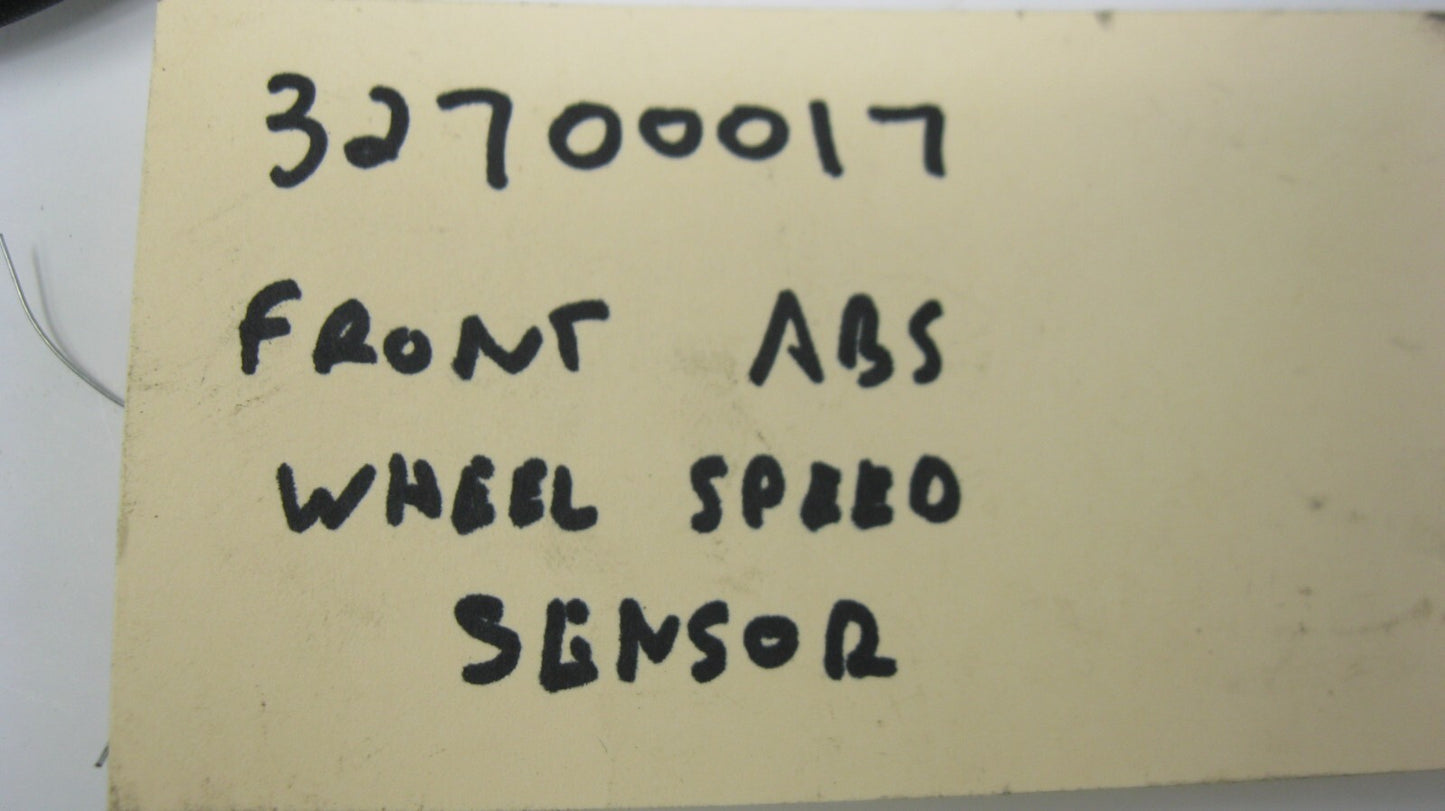 32700017
FRONT ABS
WHEEL SPEED
SENSOR